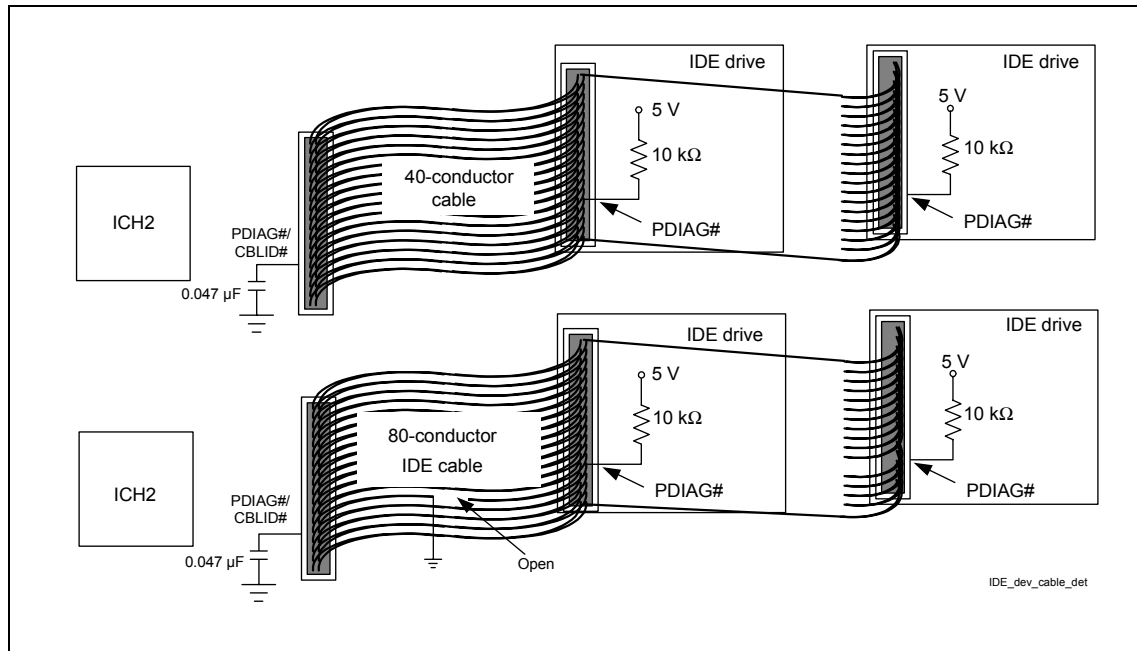 IDE drive
5 V
10 kΩ
PDIAG#
IDE drive
5 V
10 kΩ
PDIAG#
40-conductor
cable
ICH2
PDIAG#/
CBLID#
0.047 µF
IDE drive
5 V
10 kΩ
PDIAG#
IDE drive
5 V
10 kΩ
PDIAG#
80-conductor
IDE cable
ICH2
PDIAG#/
CBLID#
0.047 µF
Open
IDE_dev_cable_det